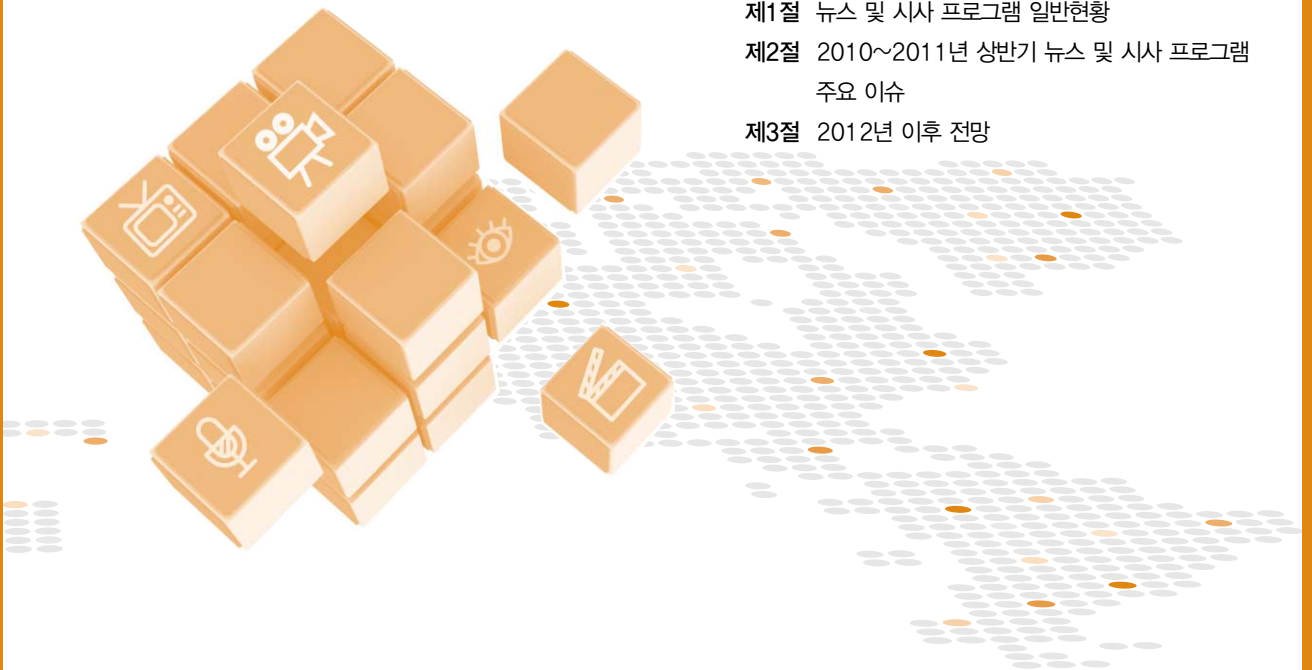 제1절 뉴스 및 시사 프로그램 일반현황
제2절 2010~2011년 상반기 뉴스 및 시사 프로그램
주요 이슈
제3절 2012년 이후 전망